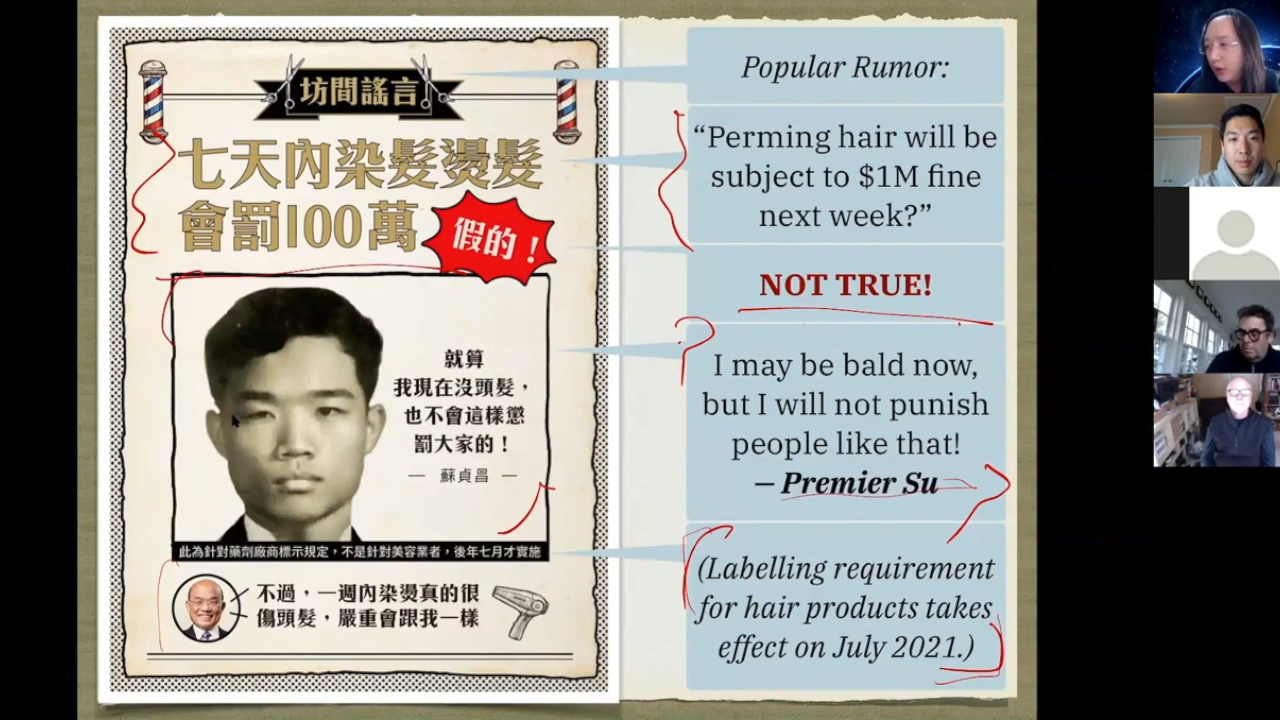 坊間謠言
七天內染髮燙髮
會罰100萬
假的！
就算
我現在沒頭髮，
也不會這樣懲
罰大家的！
— 蘇貞昌 —
此為針對藥劑廠商標示規定，不是針對美容業者，後年七月才實施
不過，一週內染燙真的很
傷頭髮，嚴重會跟我一樣
Popular Rumor:
“Perming hair will be
subject to $1M fine
next week?”
NOT TRUE!
I may be bald now,
but I will not punish
people like that!
— Premier Su
(Labelling requirement
for hair products takes
effect on July 2021.)